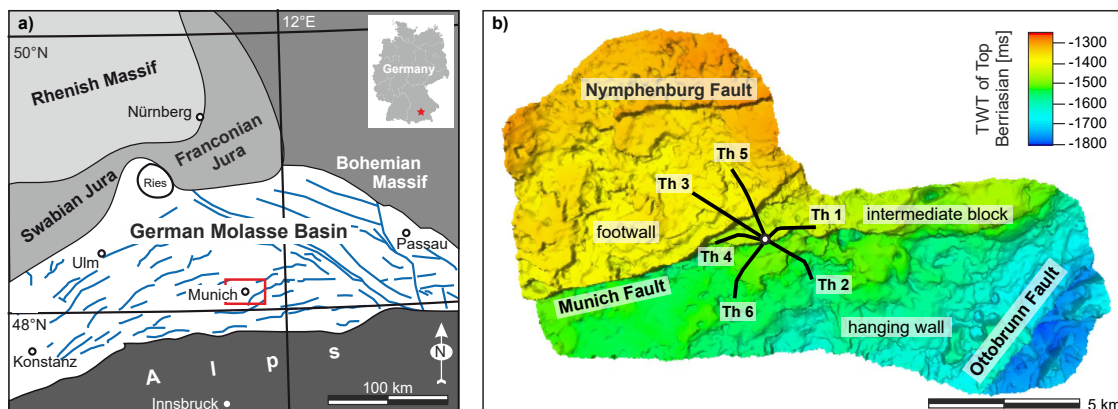 a)
12°E
50°N
Germany
Rhenish Massif
Nürnberg
Franconian
Jura
Bohemian
Massif
Swabian Jura
Ries
German Molasse Basin
Passau
Ulm
Munich
48°N
Konstanz
N
Alps
100 km
Innsbruck
b)
TWT of Top
Berriasian [ms]
-1300
-1400
-1500
-1600
-1700
-1800
Nymphenburg Fault
Th 5
Th 3
Th 1
intermediate block
footwall
Th 4
Munich Fault
Th 2
Th 6
hanging wall
Ottobrunn Fault
5 km